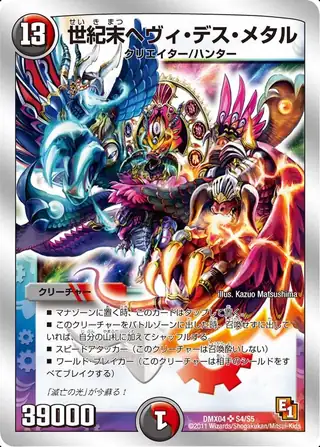 13
せいきまつ
世紀末ヘヴィ・デス・メタル
クリエイター/ハンター
illus. Kazuo Matsushima
クリーチャー
■ マナゾーンに置く時、このカードはタップして置く。
■ このクリーチャーをバトルゾーンに出した時、召喚せずに出して
いれば、自分の山札に加えてシャッフルする。
■ スピードアタッカー(このクリーチャーは召喚酔いしない)
■ ワールド・ブレイカー(このクリーチャーは相手のシールドをす
べてブレイクする)
「滅亡の光」が今蘇る!
39000
1
DMX04 S4/S5
©2011 Wizards/Shogakukan/Mitsui-Kids
E1